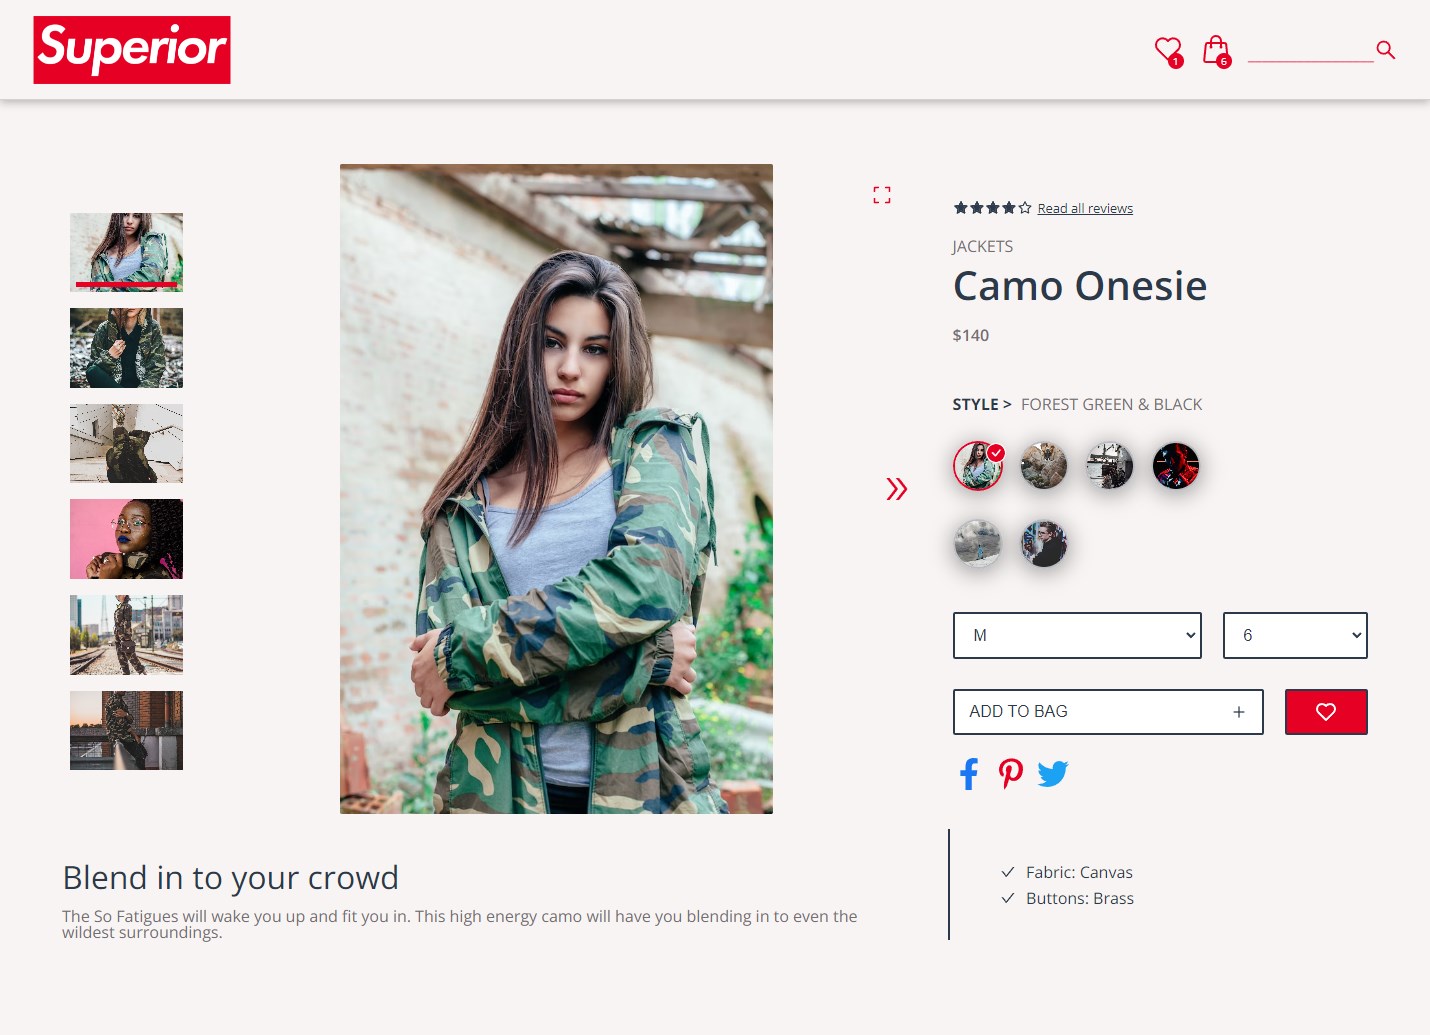 Superior
1
6
Read all reviews
JACKETS
Camo Onesie
$140
STYLE > FOREST GREEN & BLACK
M
6
ADD TO BAG
Blend in to your crowd
The So Fatigues will wake you up and fit you in. This high energy camo will have you blending in to even the
wildest surroundings.
Fabric: Canvas
Buttons: Brass